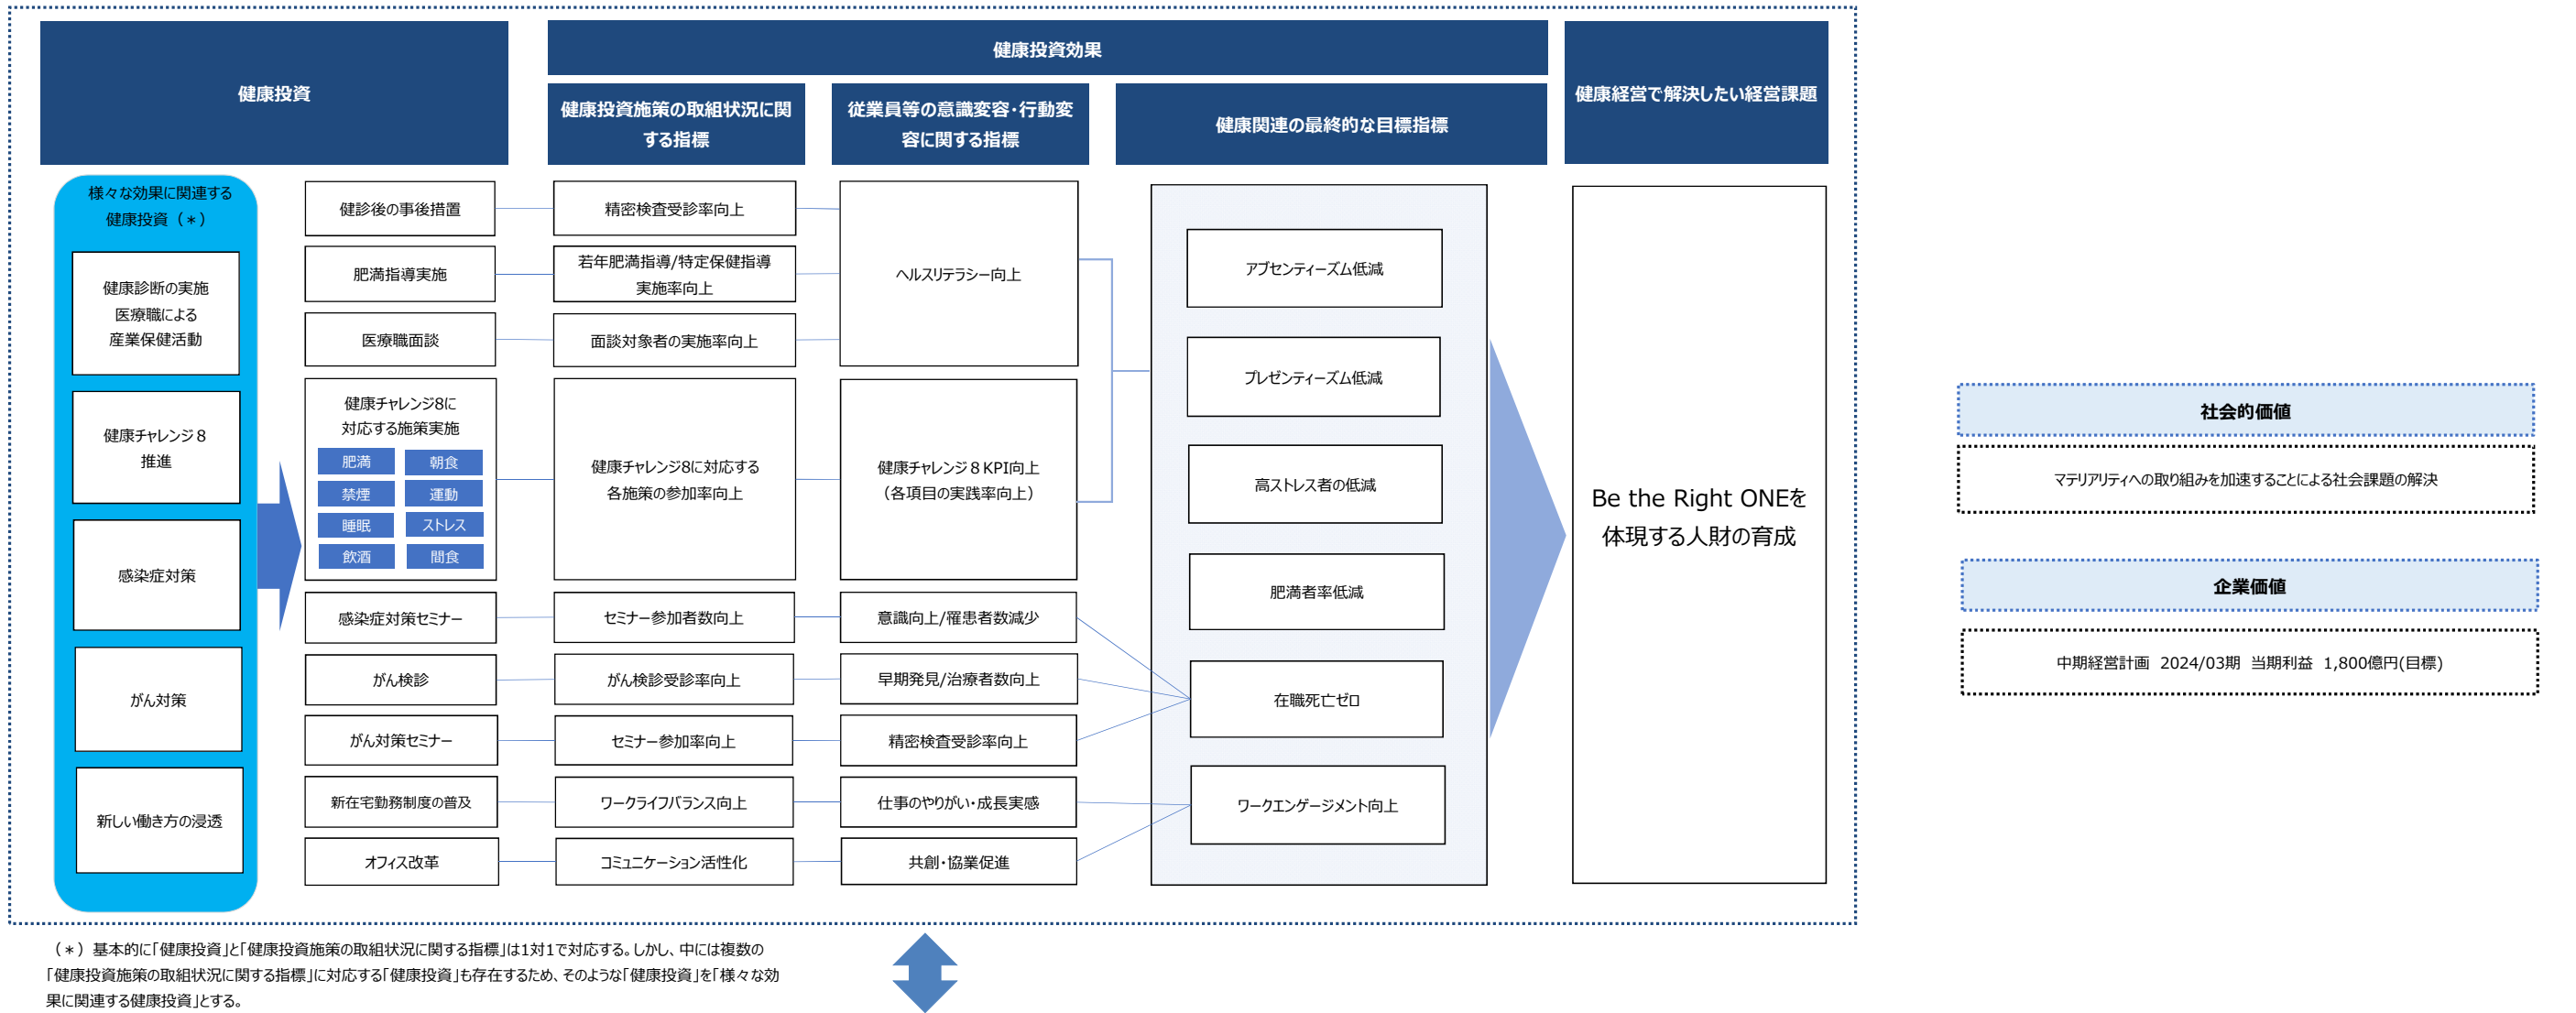 健康投資
健康投資効果
健康投資施策の取組状況に関
する指標
従業員等の意識変容・行動変
容に関する指標
健康関連の最終的な目標指標
健康経営で解決したい経営課題
様々な効果に関連する
健康投資（＊）
健康診断の実施
医療職による
産業保健活動
健康チャレンジ８
推進
感染症対策
がん対策
新しい働き方の浸透
健診後の事後措置
肥満指導実施
医療職面談
健康チャレンジ8に
対応する施策実施
肥満
朝食
禁煙
運動
睡眠
ストレス
飲酒
間食
感染症対策セミナー
がん検診
がん対策セミナー
新在宅勤務制度の普及
オフィス改革
精密検査受診率向上
若年肥満指導/特定保健指導
実施率向上
面談対象者の実施率向上
健康チャレンジ8に対応する
各施策の参加率向上
セミナー参加者数向上
がん検診受診率向上
セミナー参加率向上
ワークライフバランス向上
コミュニケーション活性化
ヘルスリテラシー向上
健康チャレンジ８KPI向上
（各項目の実践率向上）
意識向上/罹患者数減少
早期発見/治療者数向上
精密検査受診率向上
仕事のやりがい・成長実感
共創・協業促進
アブセンティーズム低減
プレゼンティーズム低減
高ストレス者の低減
肥満者率低減
在職死亡ゼロ
ワークエンゲージメント向上
Be the Right ONEを
体現する人財の育成
社会的価値
マテリアリティへの取り組みを加速することによる社会課題の解決
企業価値
中期経営計画 2024/03期 当期利益 1,800億円(目標)
（＊）基本的に「健康投資」と「健康投資施策の取組状況に関する指標」は1対1で対応する。しかし、中には複数の
「健康投資施策の取組状況に関する指標」に対応する「健康投資」も存在するため、そのような「健康投資」を「様々な効
果に関連する健康投資」とする。